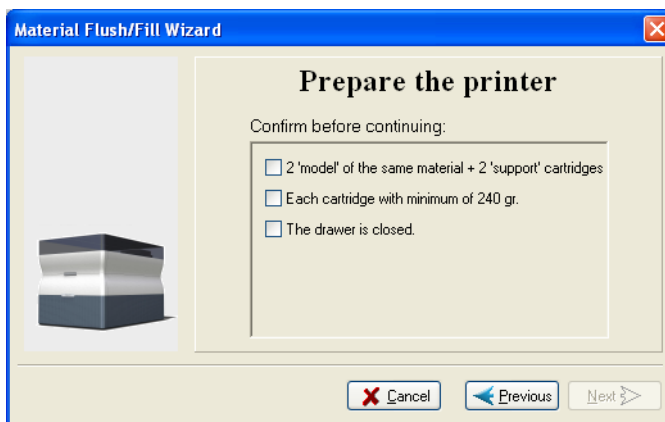 Material Flush/Fill Wizard
Prepare the printer
Confirm before continuing:
2 'model' of the same material + 2 'support' cartridges
Each cartridge with minimum of 240 gr.
The drawer is closed.
Cancel
Previous
Next